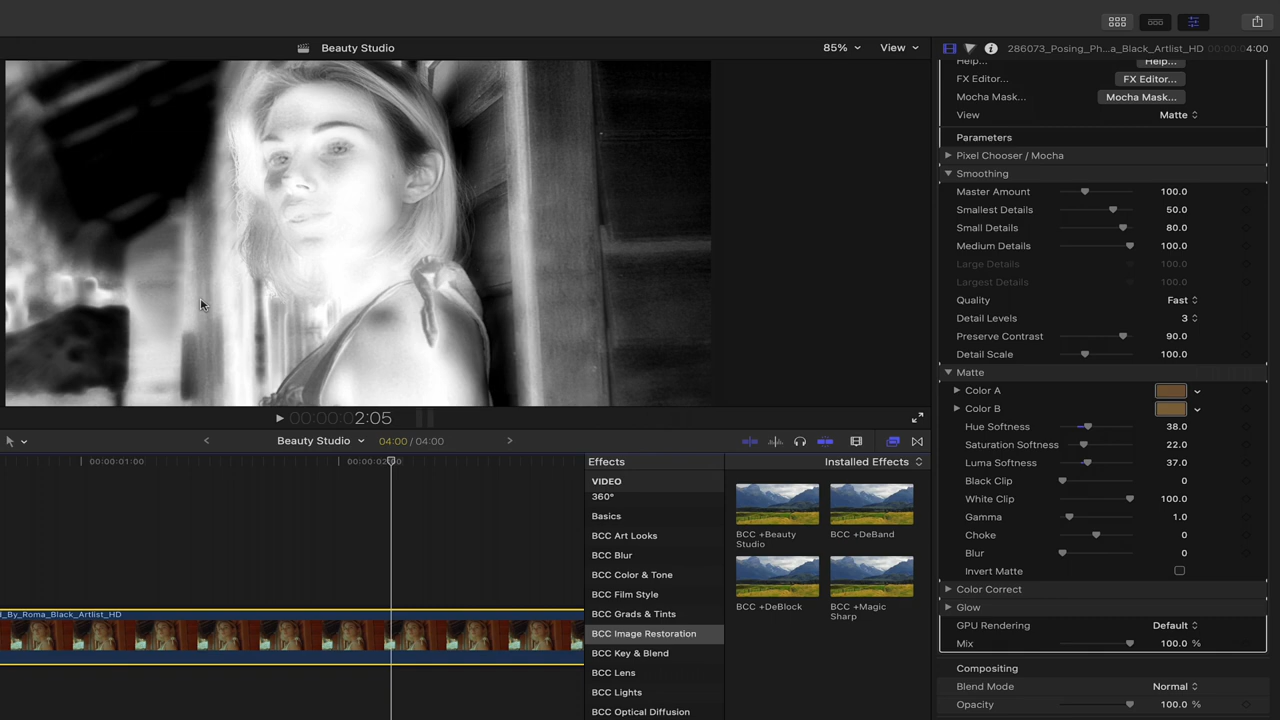 Beauty Studio
85%
View
286073_Posing_Ph...a_Black_Artlist_HD
00:00:04:00
Help...
Help...
FX Editor...
FX Editor...
Mocha Mask...
Mocha Mask...
View
Matte
Parameters
Pixel Chooser / Mocha
Smoothing
Master Amount 100.0
Smallest Details 50.0
Small Details 80.0
Medium Details 100.0
Large Details 100.0
Largest Details 100.0
Quality Fast
Detail Levels 3
Preserve Contrast 90.0
Detail Scale 100.0
Matte
Color A
Color B
Hue Softness 38.0
Saturation Softness 22.0
Luma Softness 37.0
Black Clip 0
White Clip 100.0
Gamma 1.0
Choke 0
Blur 0
Invert Matte
Color Correct
Glow
GPU Rendering Default
Mix 100.0 %
Compositing
Blend Mode Normal
Opacity 100.0 %
00:00:02:05
Beauty Studio
04:00 / 04:00
00:00:01:00
Effects
Installed Effects
VIDEO
360°
Basics
BCC Art Looks
BCC Blur
BCC Color & Tone
BCC Film Style
BCC Grads & Tints
BCC Image Restoration
BCC Key & Blend
BCC Lens
BCC Lights
BCC Optical Diffusion
BCC +Beauty
Studio
BCC +DeBand
BCC +DeBlock
BCC +Magic
Sharp
d_By_Roma_Black_Artlist_HD